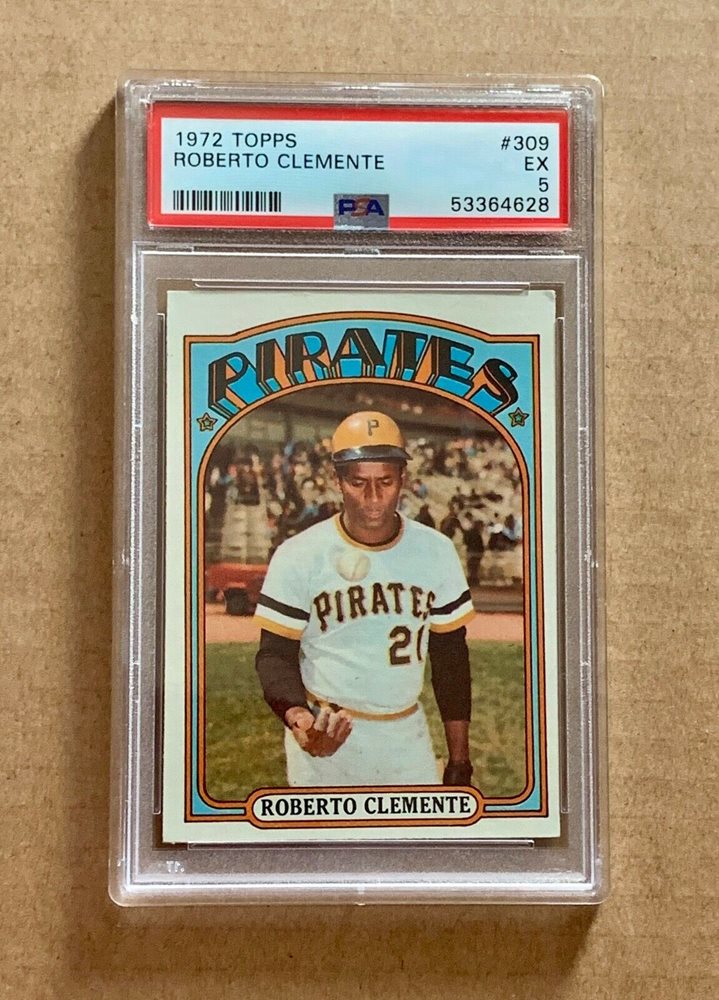 1972 TOPPS #309
ROBERTO CLEMENTE EX
5
PSA 53364628
PIRATES
P
PIRATES
21
ROBERTO CLEMENTE